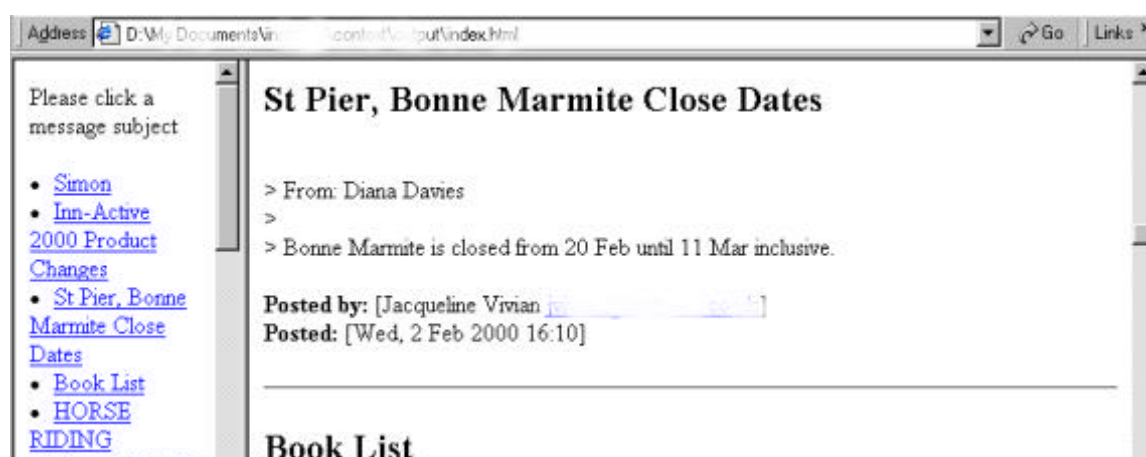 Address D:\My Documents\in \content\ put\index.html Go Links
Please click a
message subject
• Simon
• Inn-Active
2000 Product
Changes
• St Pier, Bonne
Marmite Close
Dates
• Book List
• HORSE
RIDING
St Pier, Bonne Marmite Close Dates
> From: Diana Davies
>
> Bonne Marmite is closed from 20 Feb until 11 Mar inclusive.
Posted by: [Jacqueline Vivian ]
Posted: [Wed, 2 Feb 2000 16:10]
Book List